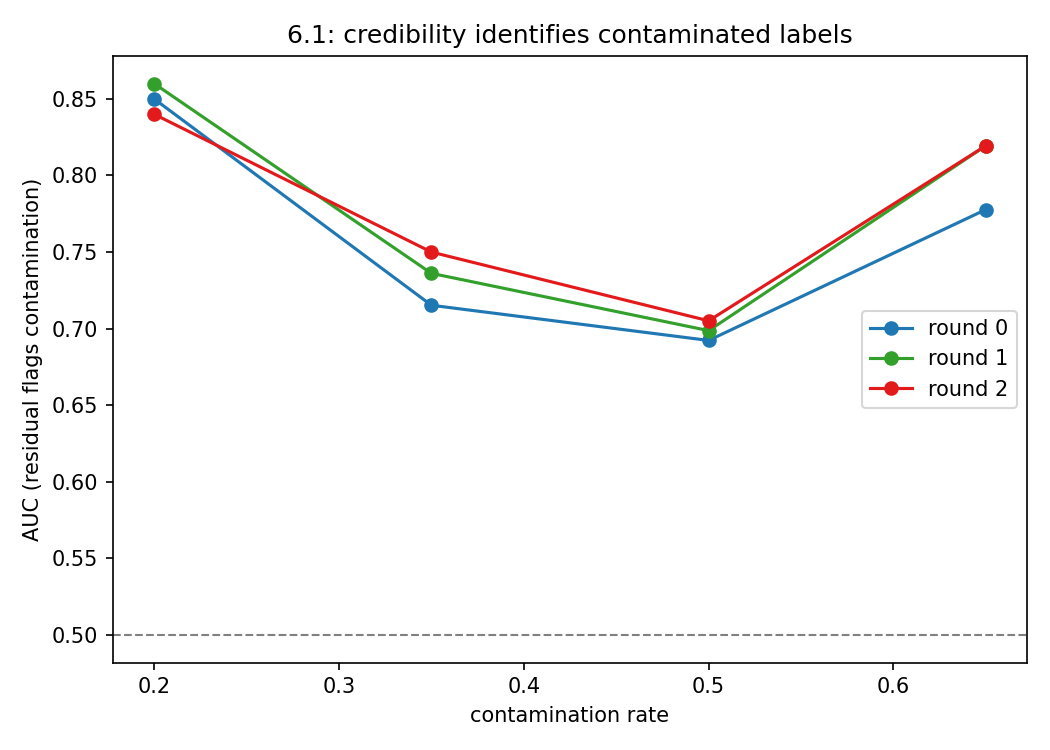 6.1: credibility identifies contaminated labels
AUC (residual flags contamination)
0.85
0.80
0.75
0.70
0.65
0.60
0.55
0.50
round 0
round 1
round 2
0.2
0.3
0.4
0.5
0.6
contamination rate